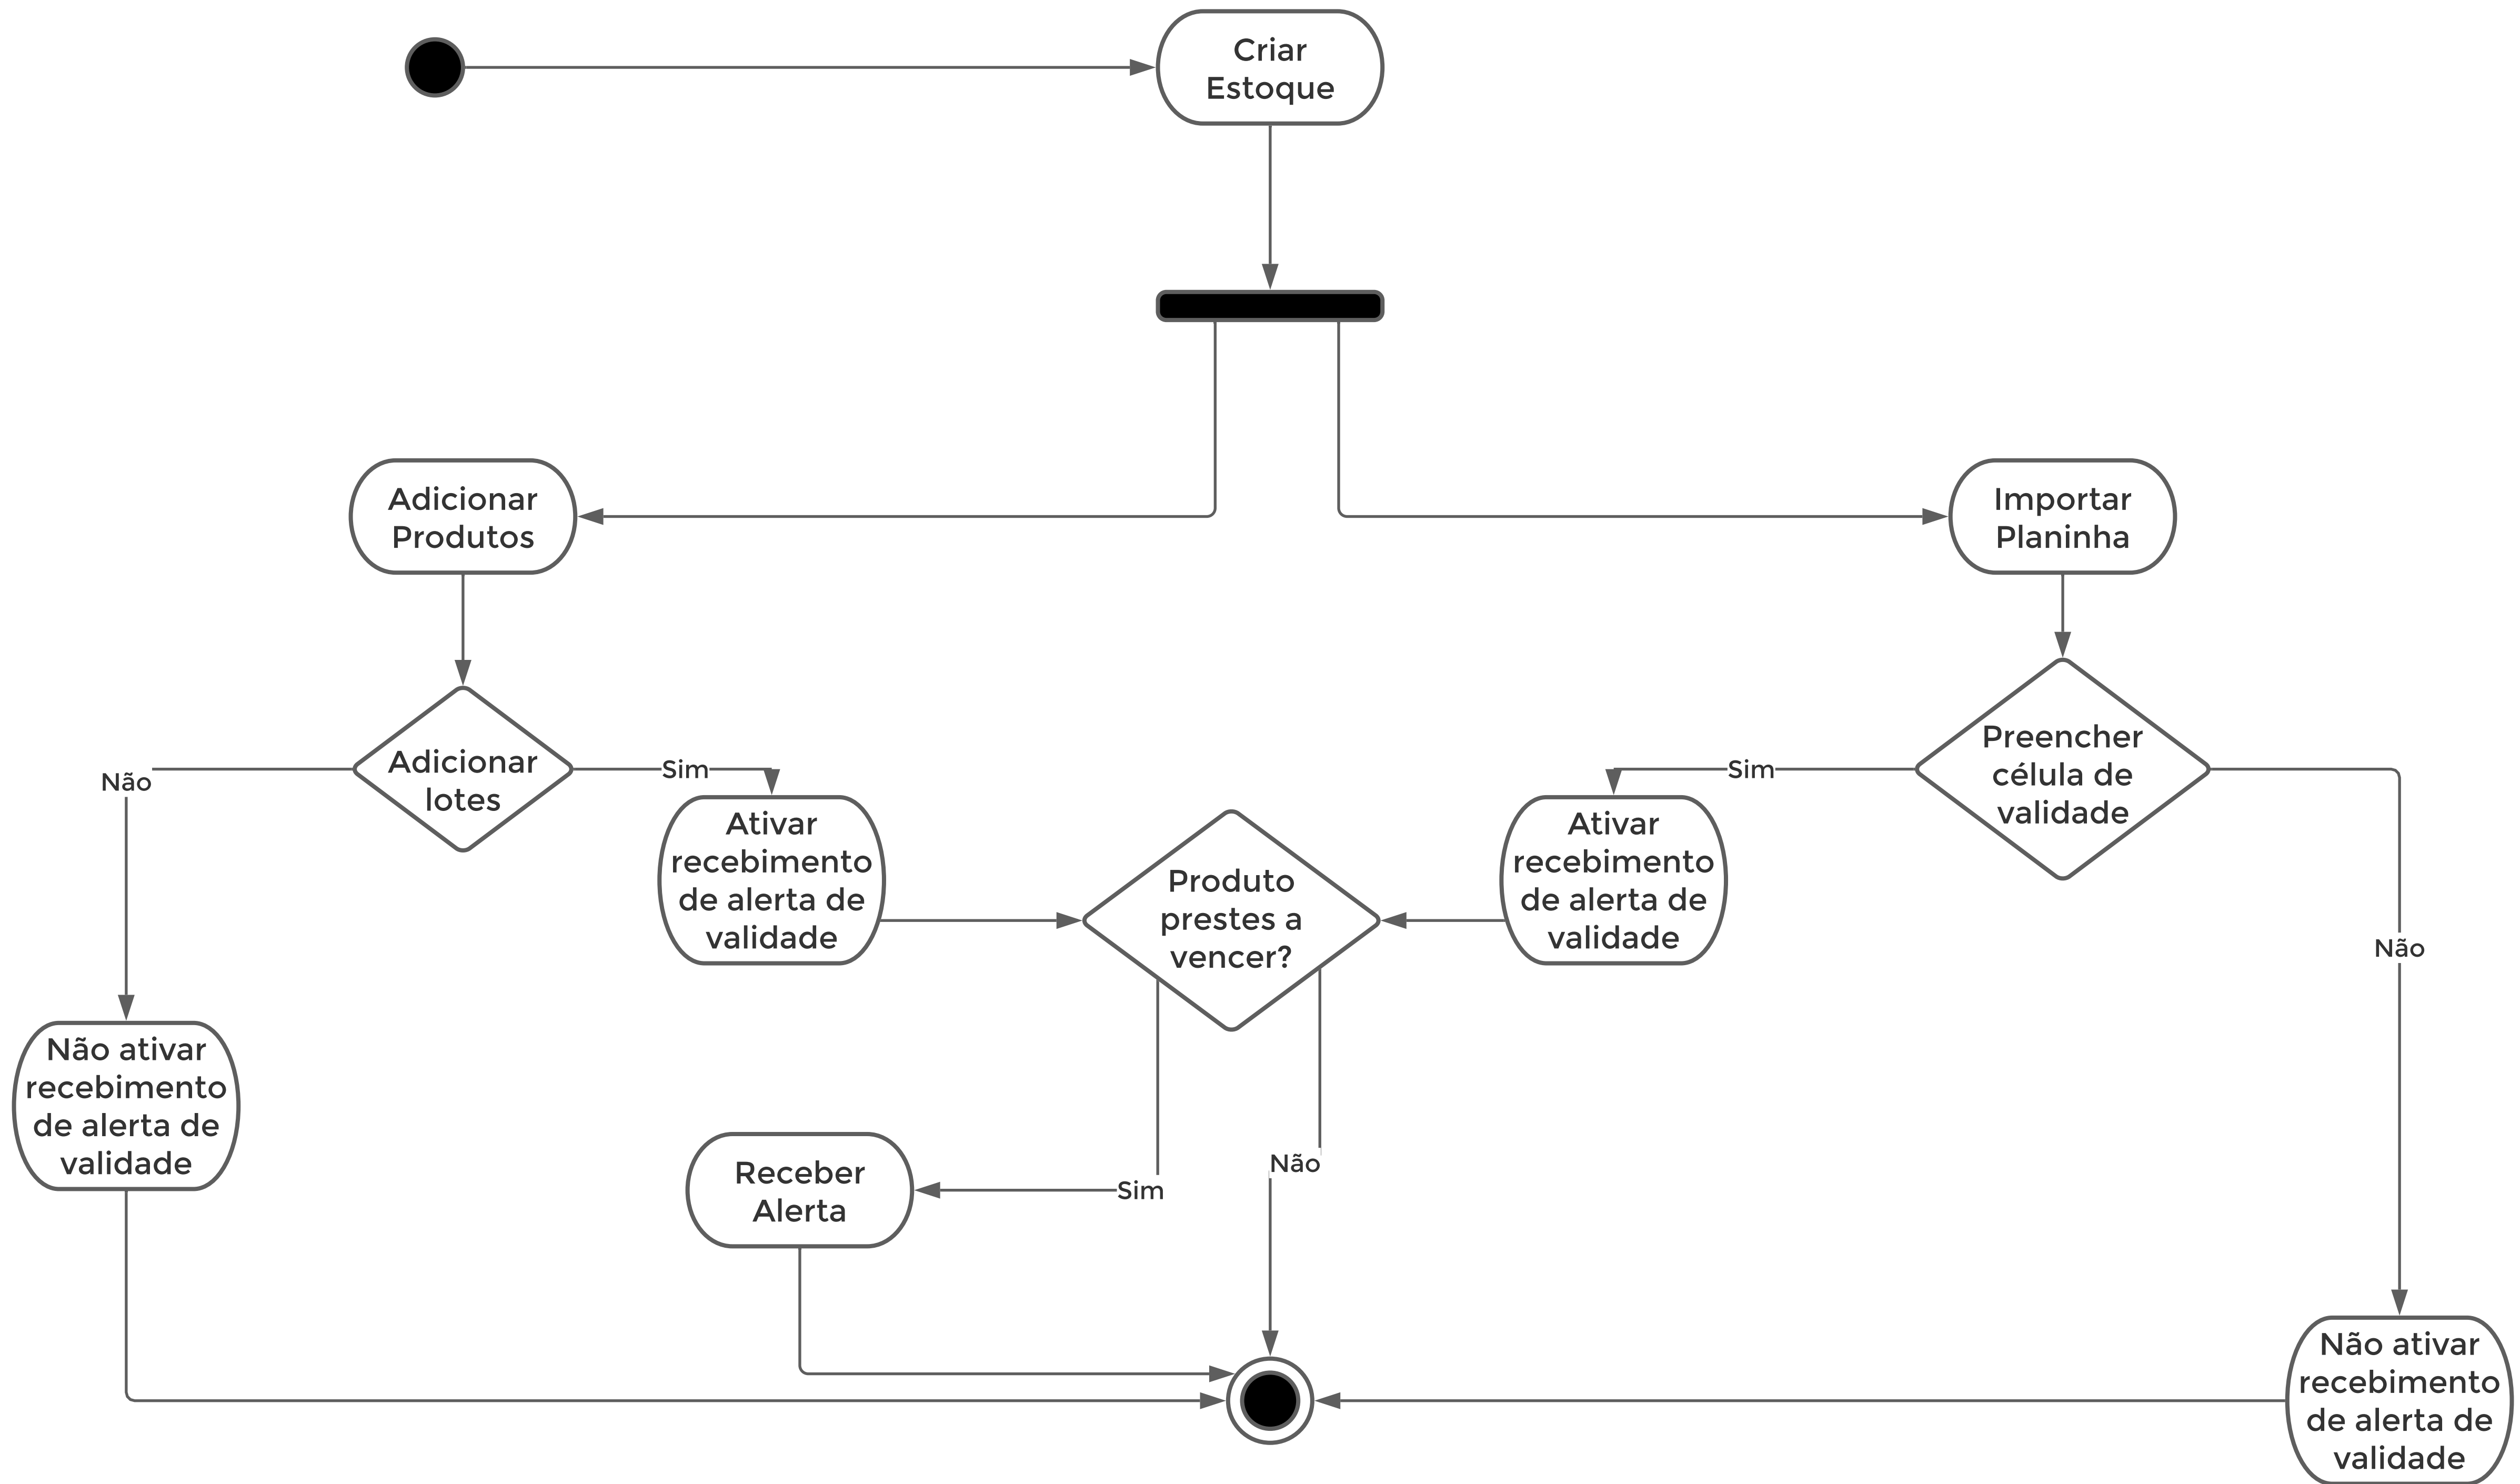 Criar
Estoque
Adicionar
Produtos
Importar
Planinha
Adicionar
lotes
Não
Sim
Ativar
recebimento
de alerta de
validade
Produto
prestes a
vencer?
Ativar
recebimento
de alerta de
validade
Sim
Preencher
célula de
validade
Não
Não ativar
recebimento
de alerta de
validade
Receber
Alerta
Sim
Não
Não ativar
recebimento
de alerta de
validade